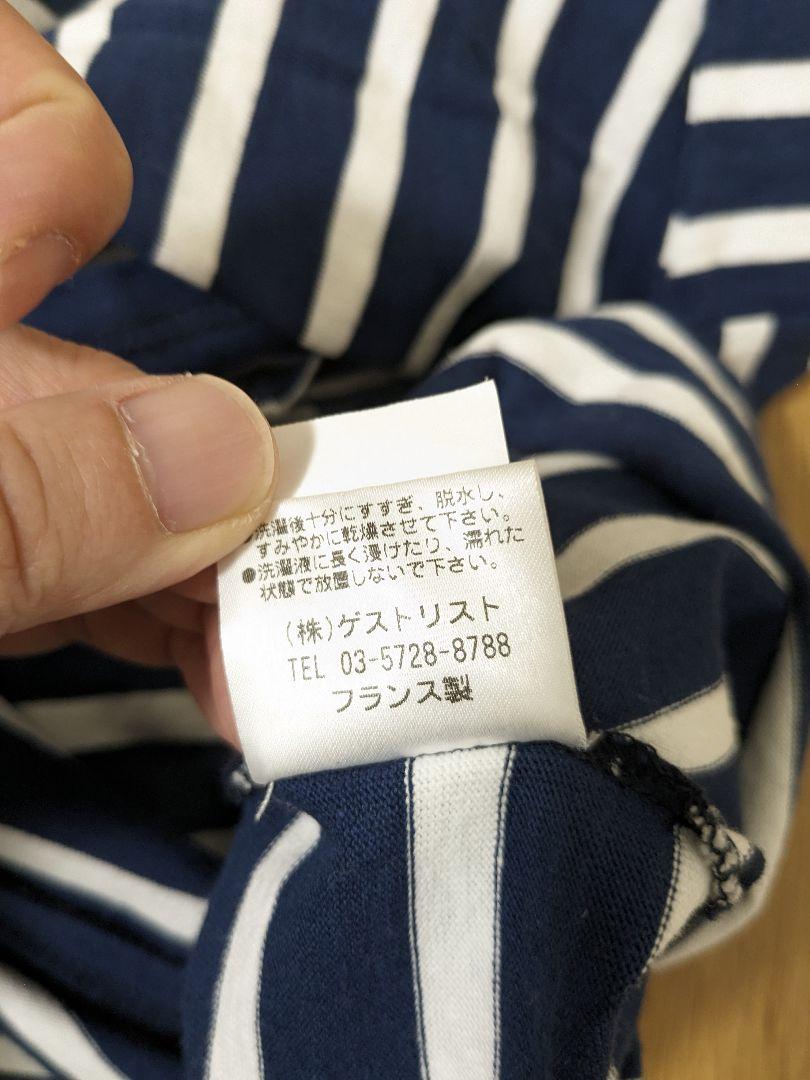 ●洗濯後十分にすすぎ、脱水し、
すみやかに乾燥させて下さい。
●洗濯液に長く浸けたり、濡れた
状態で放置しないで下さい。
(株)ゲストリスト
TEL 03-5728-8788
フランス製